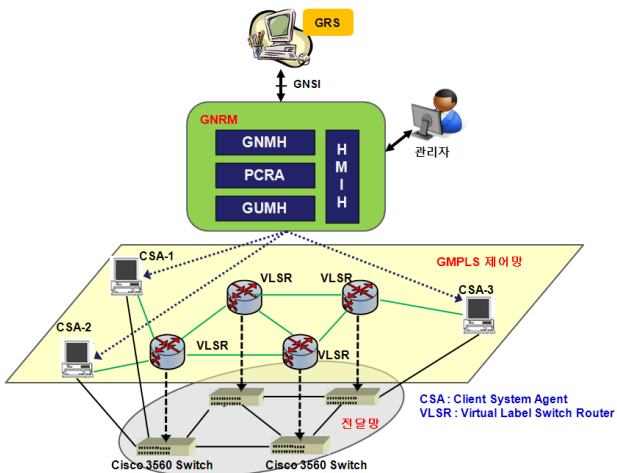 GRS
GNSI
GNRM
GNMH
PCRA
GUMH
H
M
I
H
관리자
CSA-1
GMPLS 제어망
VLSR
VLSR
CSA-3
CSA-2
VLSR
VLSR
CSA : Client System Agent
VLSR : Virtual Label Switch Router
전달망
Cisco 3560 Switch
Cisco 3560 Switch